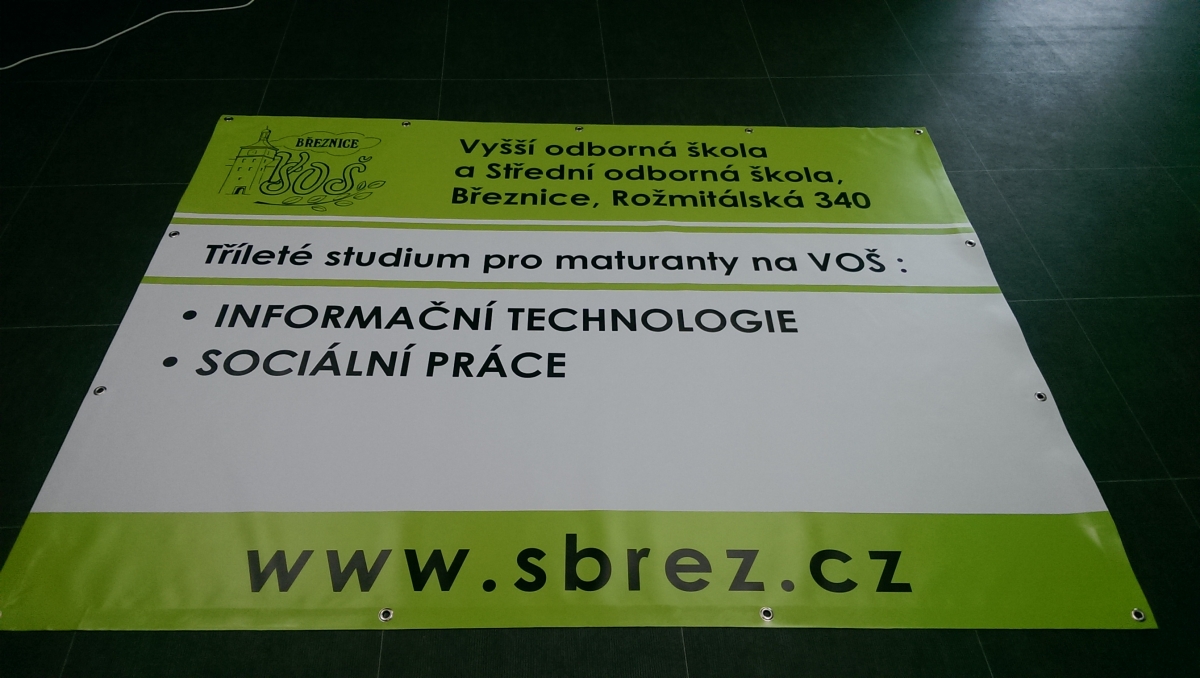 BŘEZNICE
VOŠ
Vyšší odborná škola
a Střední odborná škola,
Březnice, Rožmitálská 340
Tříleté studium pro maturanty na VOŠ :
• INFORMAČNÍ TECHNOLOGIE
• SOCIÁLNÍ PRÁCE
www.sbrez.cz